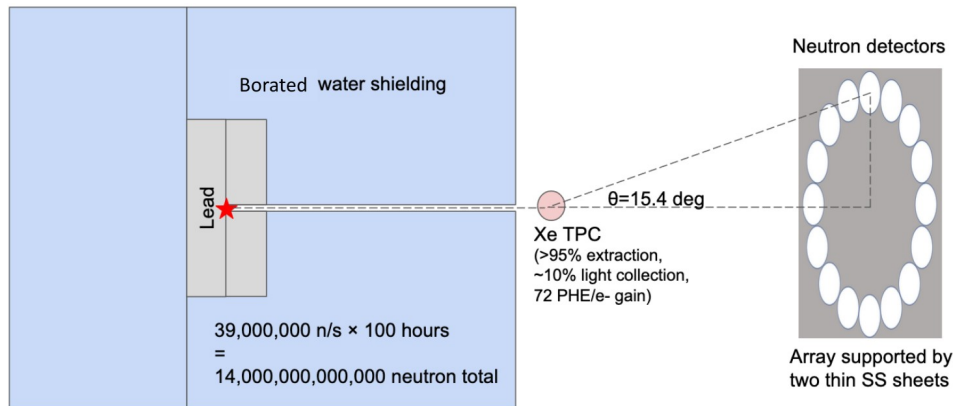 Borated water shielding
Lead
39,000,000 n/s × 100 hours
=
14,000,000,000,000 neutron total
θ=15.4 deg
Xe TPC
(>95% extraction,
~10% light collection,
72 PHE/e- gain)
Neutron detectors
Array supported by
two thin SS sheets